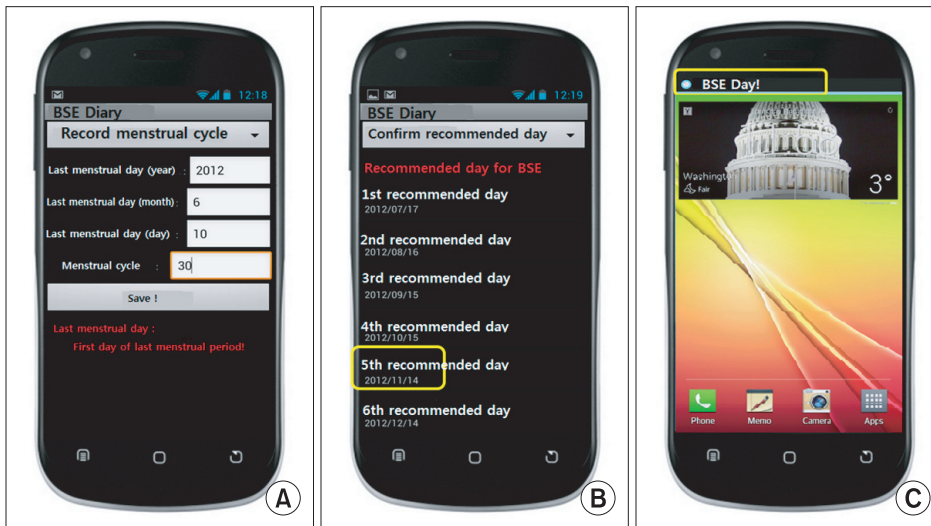 12:18
BSE Diary
Record menstrual cycle
Last menstrual day (year) : 2012
Last menstrual day (month) : 6
Last menstrual day (day) : 10
Menstrual cycle : 30
Save !
Last menstrual day :
First day of last menstrual period!
A
12:19
BSE Diary
Confirm recommended day
Recommended day for BSE
1st recommended day
2012/07/17
2nd recommended day
2012/08/16
3rd recommended day
2012/09/15
4th recommended day
2012/10/15
5th recommended day
2012/11/14
6th recommended day
2012/12/14
B
BSE Day!
Y
Washingto
Fair
3°
Phone Memo Camera Apps
C